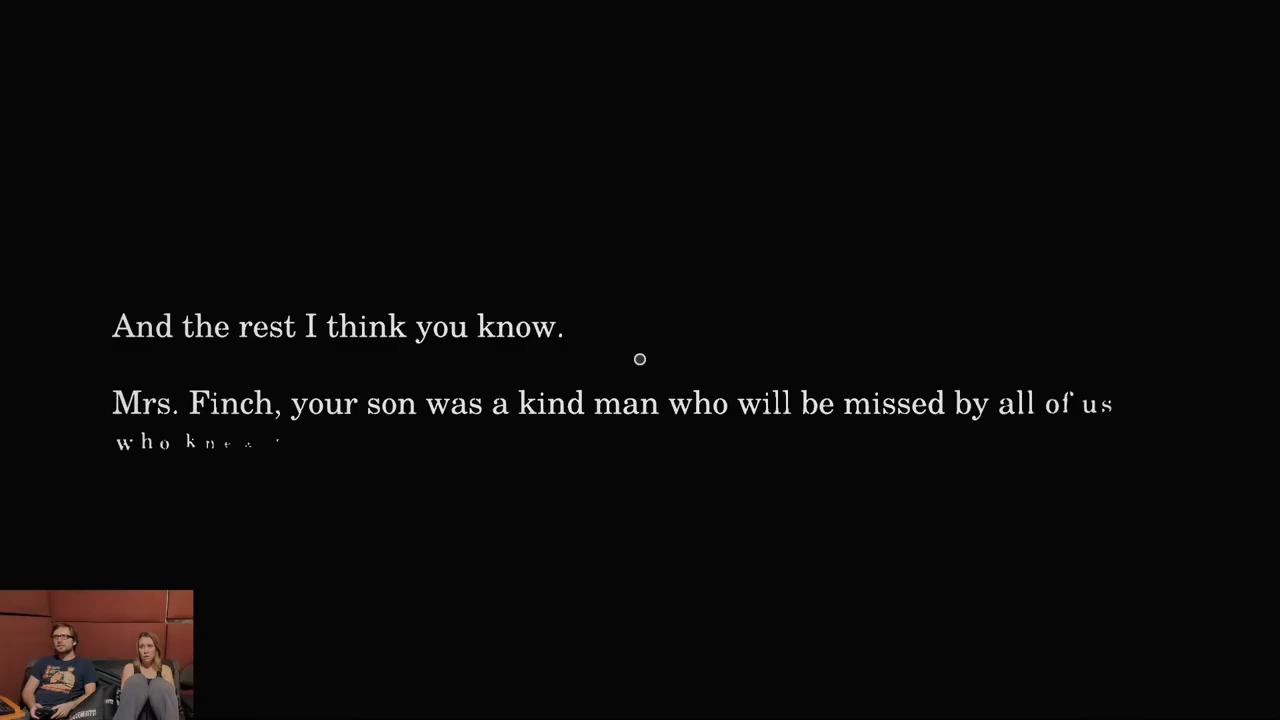 And the rest I think you know.
Mrs. Finch, your son was a kind man who will be missed by all of us
who